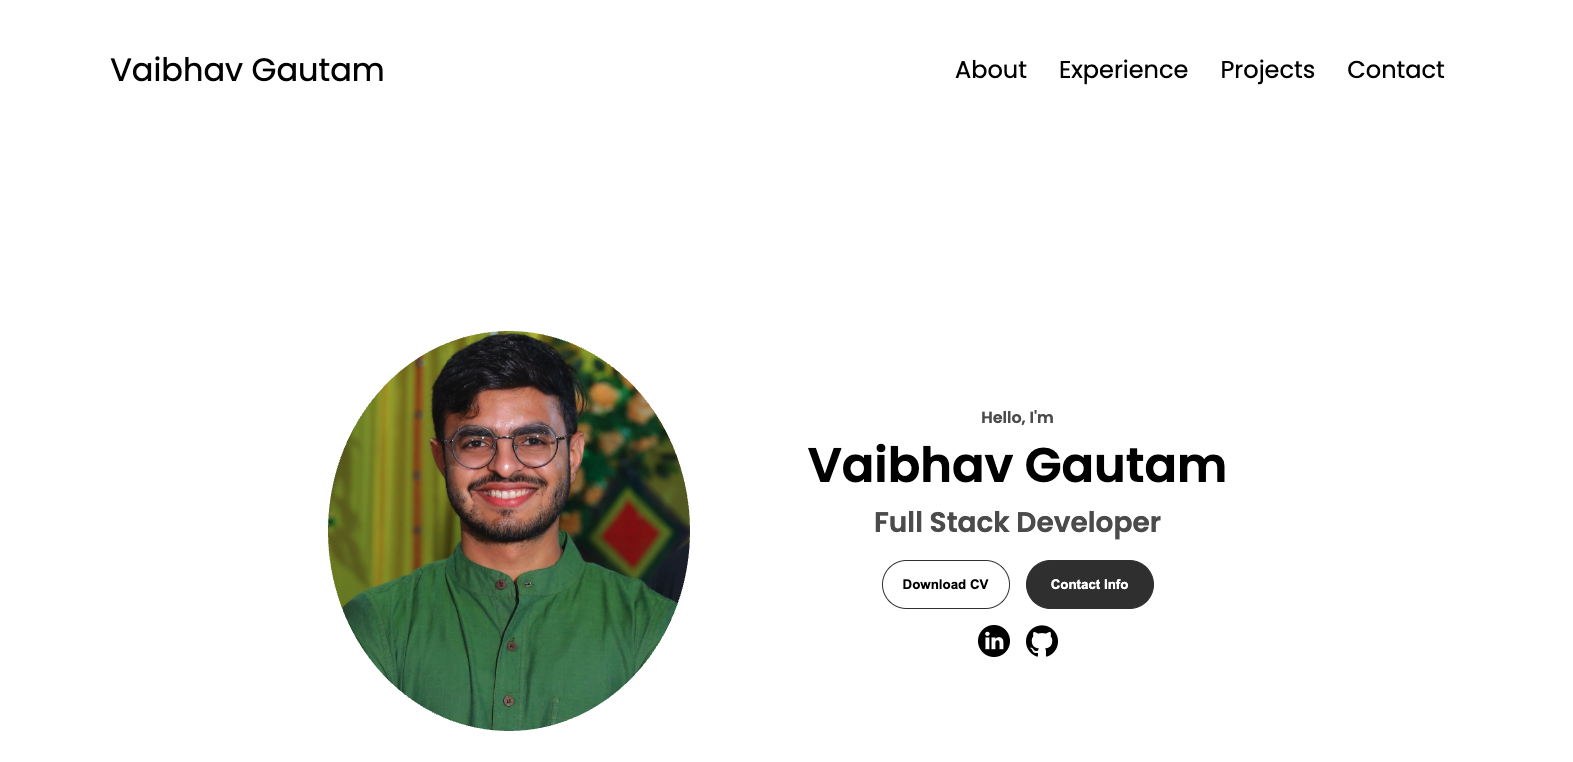 Vaibhav Gautam
About Experience Projects Contact
Hello, I'm
Vaibhav Gautam
Full Stack Developer
Download CV Contact Info
in